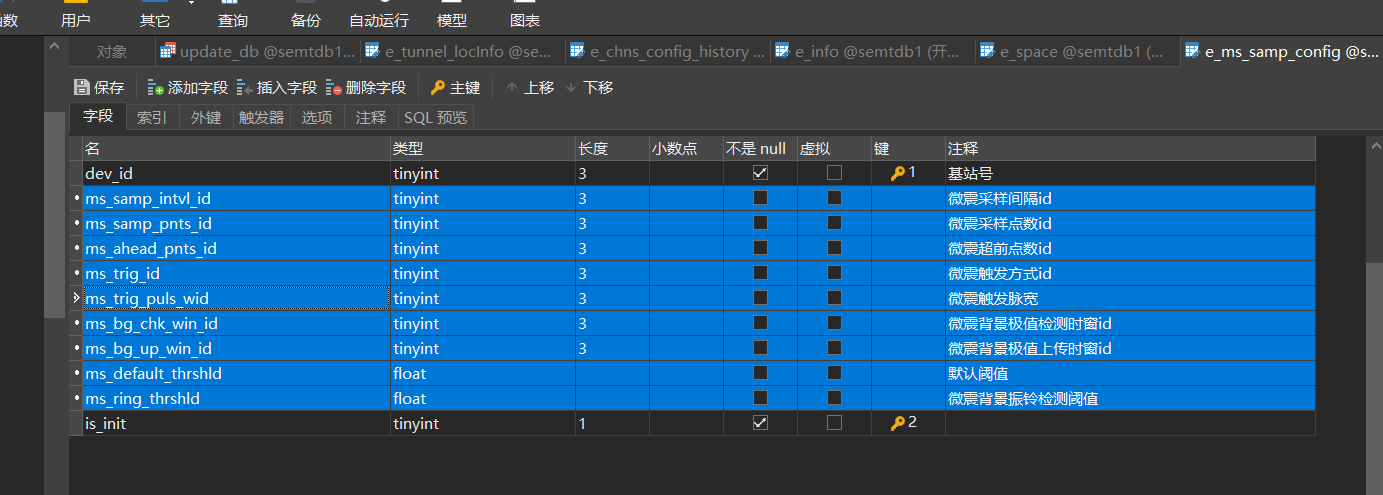 函数 用户 其它 查询 备份 自动运行 模型 图表
对象 update_db @semtdb1... e_tunnel_locInfo @se... e_chns_config_history ... e_info @semtdb1 (开... e_space @semtdb1 (... e_ms_samp_config @s...
保存 添加字段 插入字段 删除字段 主键 上移 下移
字段 索引 外键 触发器 选项 注释 SQL 预览
名 类型 长度 小数点 不是 null 虚拟 键 注释
dev_id tinyint 3 1 基站号
ms_samp_intvl_id tinyint 3 微震采样间隔id
ms_samp_pnts_id tinyint 3 微震采样点数id
ms_ahead_pnts_id tinyint 3 微震超前点数id
ms_trig_id tinyint 3 微震触发方式id
ms_trig_puls_wid tinyint 3 微震触发脉宽
ms_bg_chk_win_id tinyint 3 微震背景极值检测时窗id
ms_bg_up_win_id tinyint 3 微震背景极值上传时窗id
ms_default_thrshld float 默认阈值
ms_ring_thrshld float 微震背景振铃检测阈值
is_init tinyint 1 2